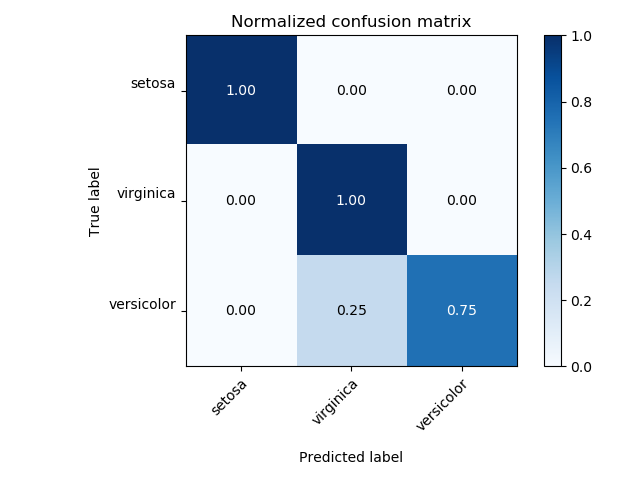 Normalized confusion matrix
True label
setosa
1.00 0.00 0.00
virginica
0.00 1.00 0.00
versicolor
0.00 0.25 0.75
setosa virginica versicolor
Predicted label
1.0
0.8
0.6
0.4
0.2
0.0